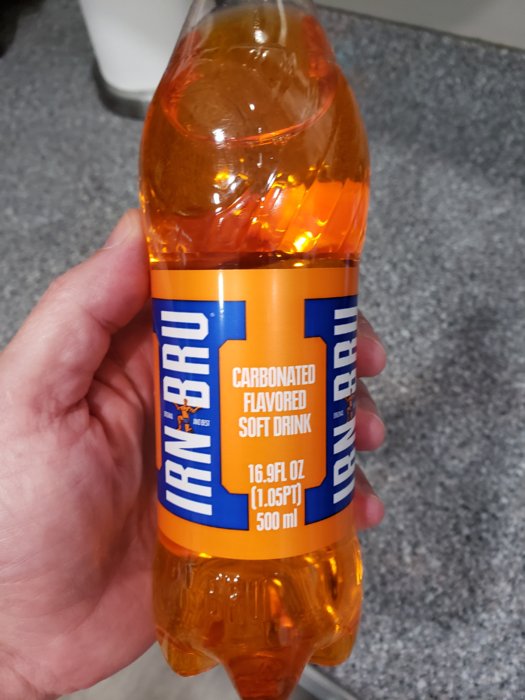 IRN BRU
CARBONATED
FLAVORED
SOFT DRINK
16.9FL OZ
(1.05PT)
500 ml
IRN BRU